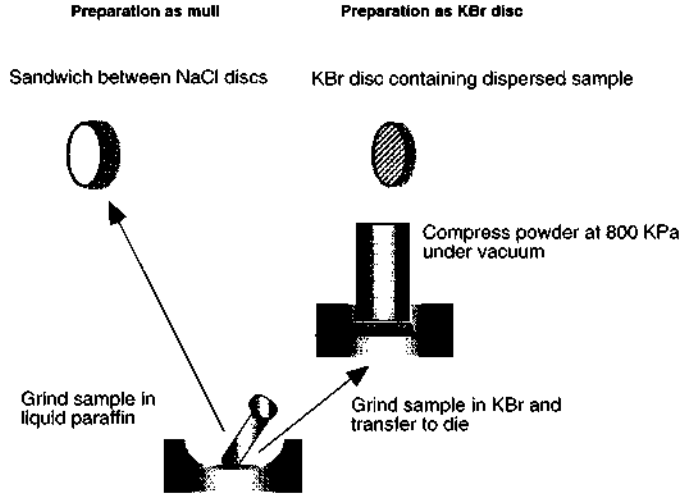 Preparation as mull
Preparation as KBr disc
Sandwich between NaCl discs
KBr disc containing dispersed sample
Compress powder at 800 KPa
under vacuum
Grind sample in
liquid paraffin
Grind sample in KBr and
transfer to die